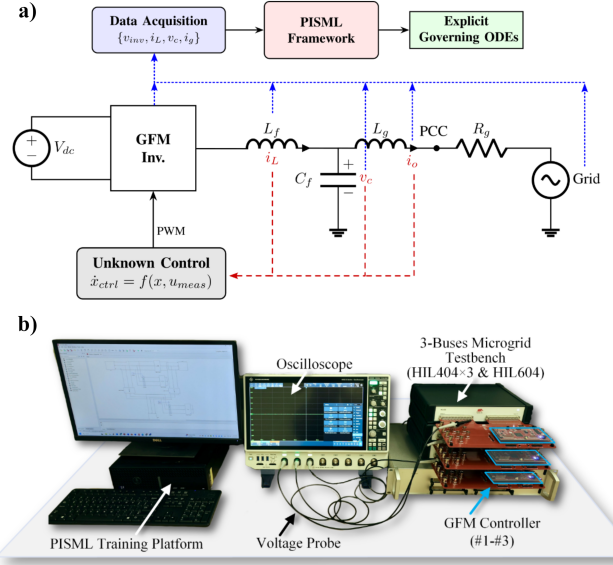 a)
Data Acquisition
{v_inv, i_L, v_c, i_g}
PISML
Framework
Explicit
Governing ODEs
V_dc
GFM
Inv.
L_f
i_L
C_f
v_c
L_g
i_o
PCC
R_g
Grid
PWM
Unknown Control
ẋ_ctrl = f(x, u_meas)
b)
Oscilloscope
3-Buses Microgrid
Testbench
(HIL404×3 & HIL604)
PISML Training Platform
Voltage Probe
GFM Controller
(#1-#3)